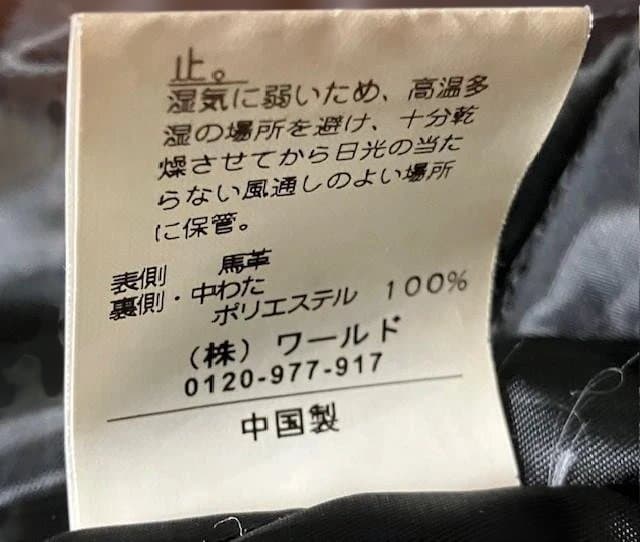 止。
湿気に弱いため、高温多
湿の場所を避け、十分乾
燥させてから日光の当た
らない風通しのよい場所
に保管。
表側 馬革
裏側・中わた
ポリエステル 100%
(株) ワールド
0120-977-917
中国製